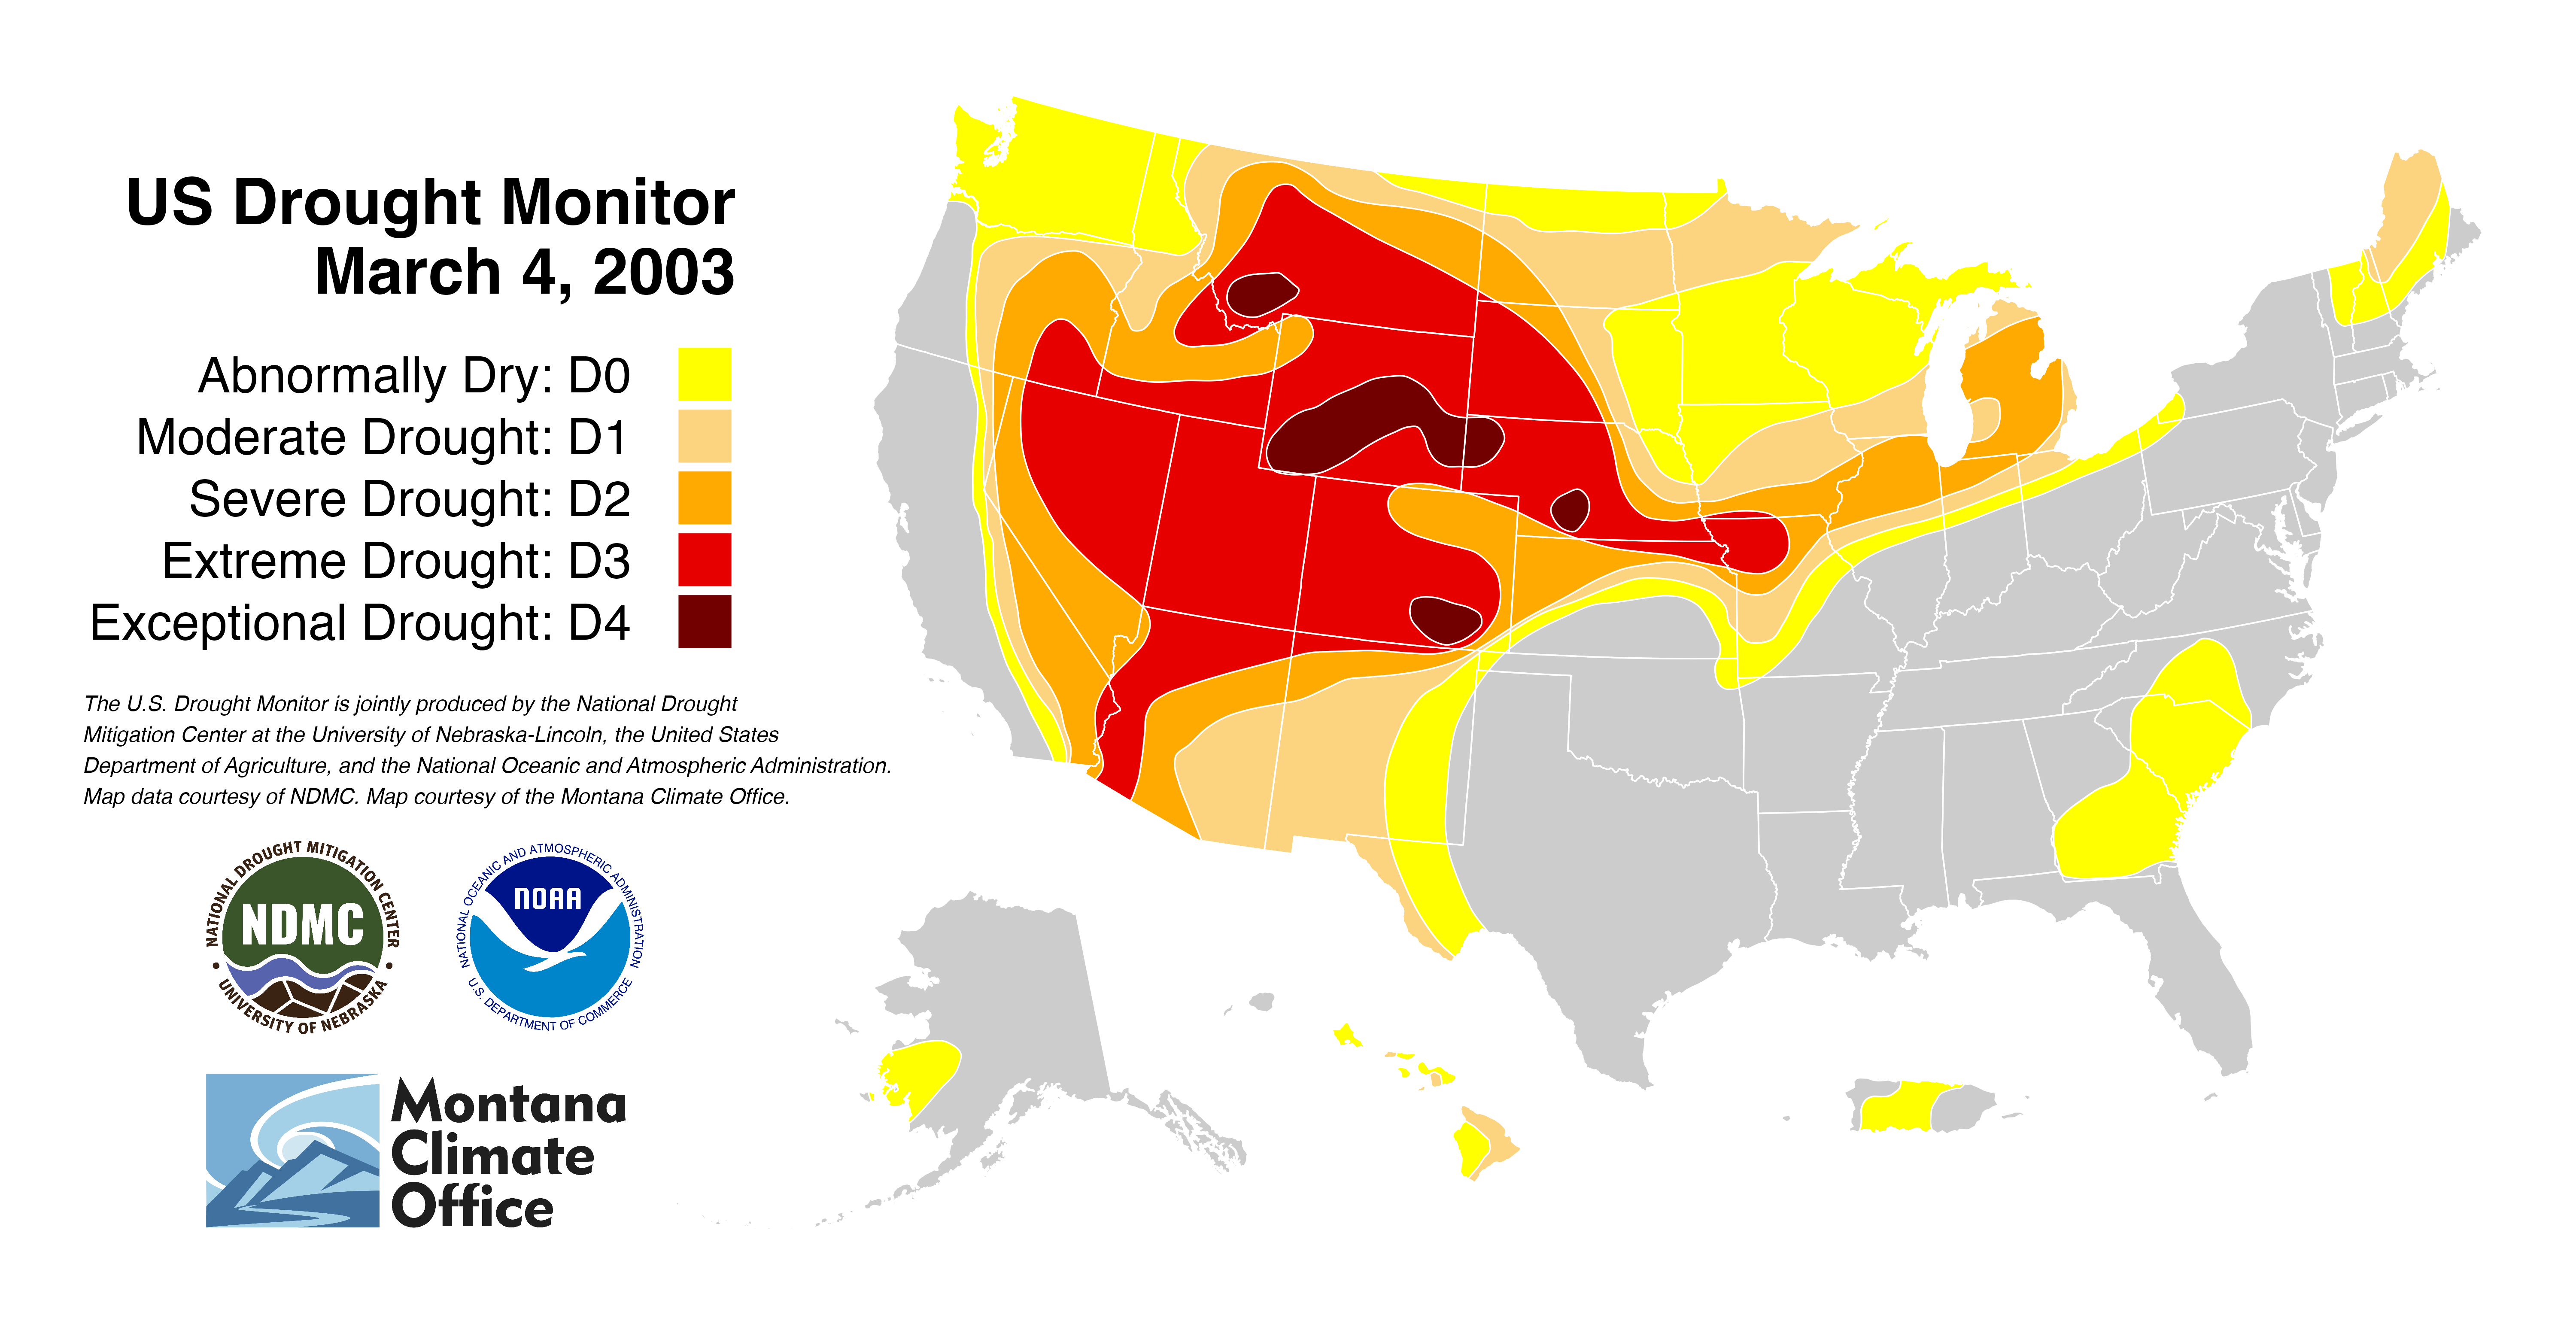 US Drought Monitor
March 4, 2003
Abnormally Dry: D0
Moderate Drought: D1
Severe Drought: D2
Extreme Drought: D3
Exceptional Drought: D4
The U.S. Drought Monitor is jointly produced by the National Drought
Mitigation Center at the University of Nebraska-Lincoln, the United States
Department of Agriculture, and the National Oceanic and Atmospheric Administration.
Map data courtesy of NDMC. Map courtesy of the Montana Climate Office.
NATIONAL DROUGHT MITIGATION CENTER
NDMC
• UNIVERSITY OF NEBRASKA •
NATIONAL OCEANIC AND ATMOSPHERIC ADMINISTRATION
NOAA
U.S. DEPARTMENT OF COMMERCE
Montana
Climate
Office